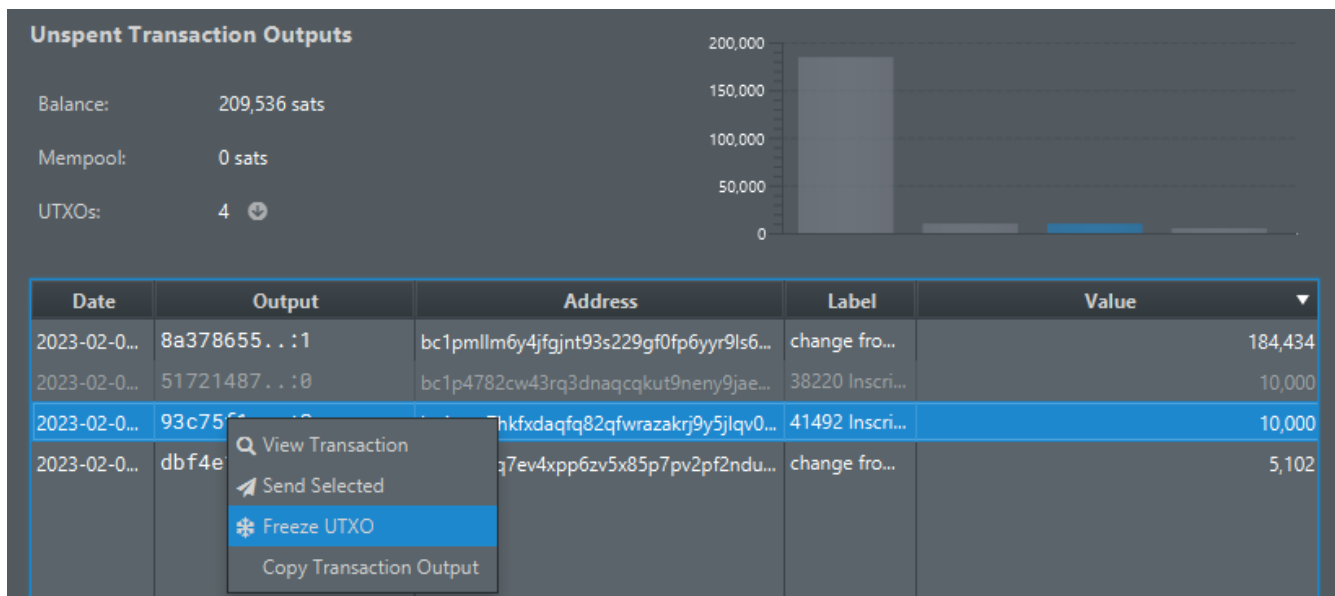 Unspent Transaction Outputs
Balance: 209,536 sats
Mempool: 0 sats
UTXOs: 4
200,000
150,000
100,000
50,000
0
Date Output Address Label Value
2023-02-0... 8a378655..:1 bc1pmllm6y4jfgjnt93s229gf0fp6yyr9ls6... change fro... 184,434
2023-02-0... 51721487..:0 bc1p4782cw43rq3dnaqcqkut9neny9jae... 38220 Inscri... 10,000
2023-02-0... 93c75f hkfxdaqfq82qfwrazakrj9y5jlqv0... 41492 Inscri... 10,000
2023-02-0... dbf4e q7ev4xpp6zv5x85p7pv2pf2ndu... change fro... 5,102
View Transaction
Send Selected
Freeze UTXO
Copy Transaction Output